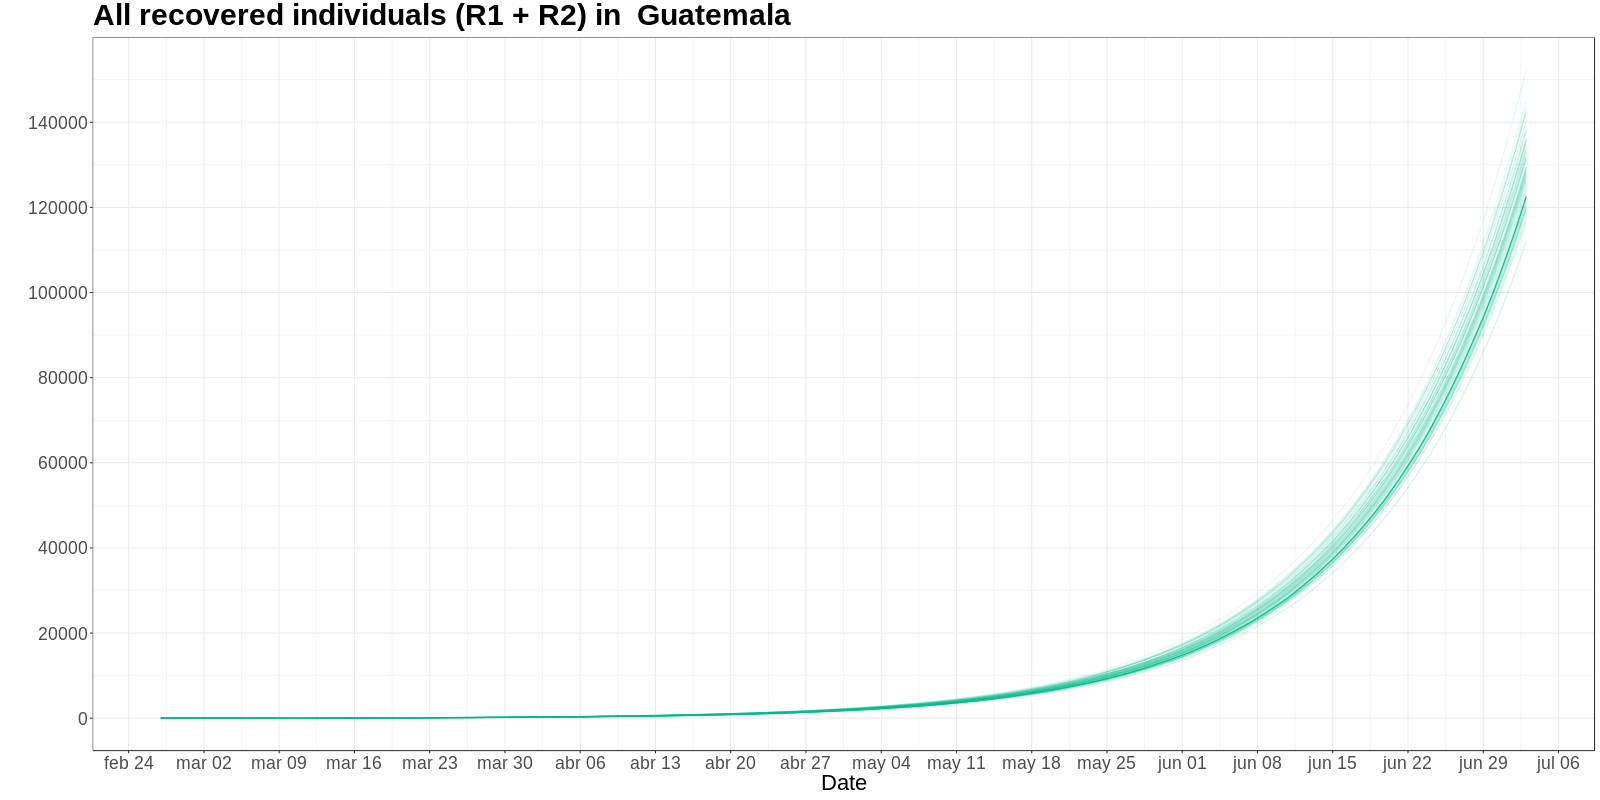 All recovered individuals (R1 + R2) in  Guatemala
140000
120000
100000
80000
60000
40000
20000
0
feb 24 mar 02 mar 09 mar 16 mar 23 mar 30 abr 06 abr 13 abr 20 abr 27 may 04 may 11 may 18 may 25 jun 01 jun 08 jun 15 jun 22 jun 29 jul 06
Date